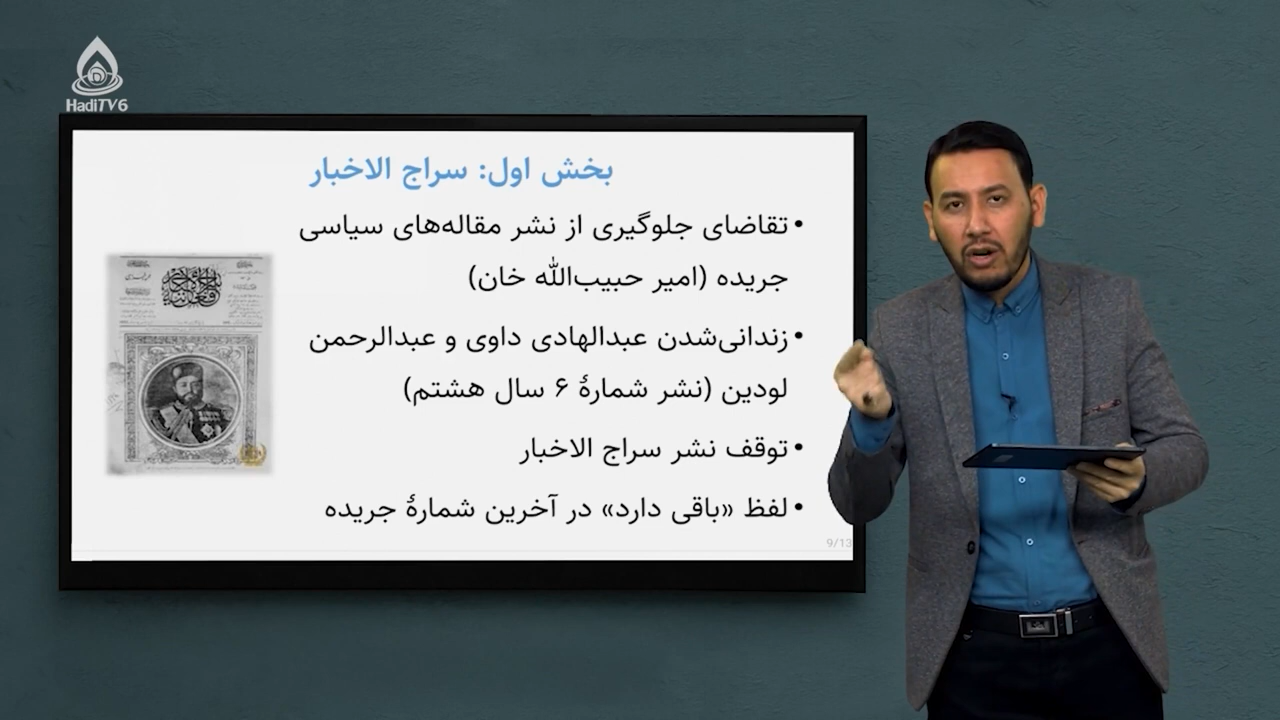 HadiTV6
بخش اول: سراج الاخبار
• تقاضای جلوگیری از نشر مقاله‌های سیاسی
جریده (امیر حبیب‌الله خان)
• زندانی‌شدن عبدالهادی داوی و عبدالرحمن
لودین (نشر شمارهٔ ۶ سال هشتم)
• توقف نشر سراج الاخبار
• لفظ «باقی دارد» در آخرین شمارهٔ جریده
9/13